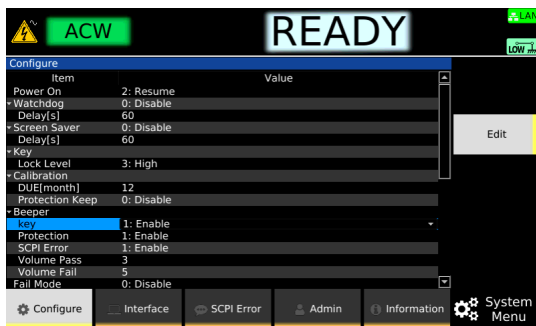 ACW
READY
LAN
LOW
Configure
Item Value
Power On 2: Resume
Watchdog 0: Disable
Delay[s] 60
Screen Saver 0: Disable
Delay[s] 60
Key
Lock Level 3: High
Calibration
DUE[month] 12
Protection Keep 0: Disable
Beeper
key 1: Enable
Protection 1: Enable
SCPI Error 1: Enable
Volume Pass 3
Volume Fail 5
Fail Mode 0: Disable
Edit
Configure Interface SCPI Error Admin Information
System
Menu